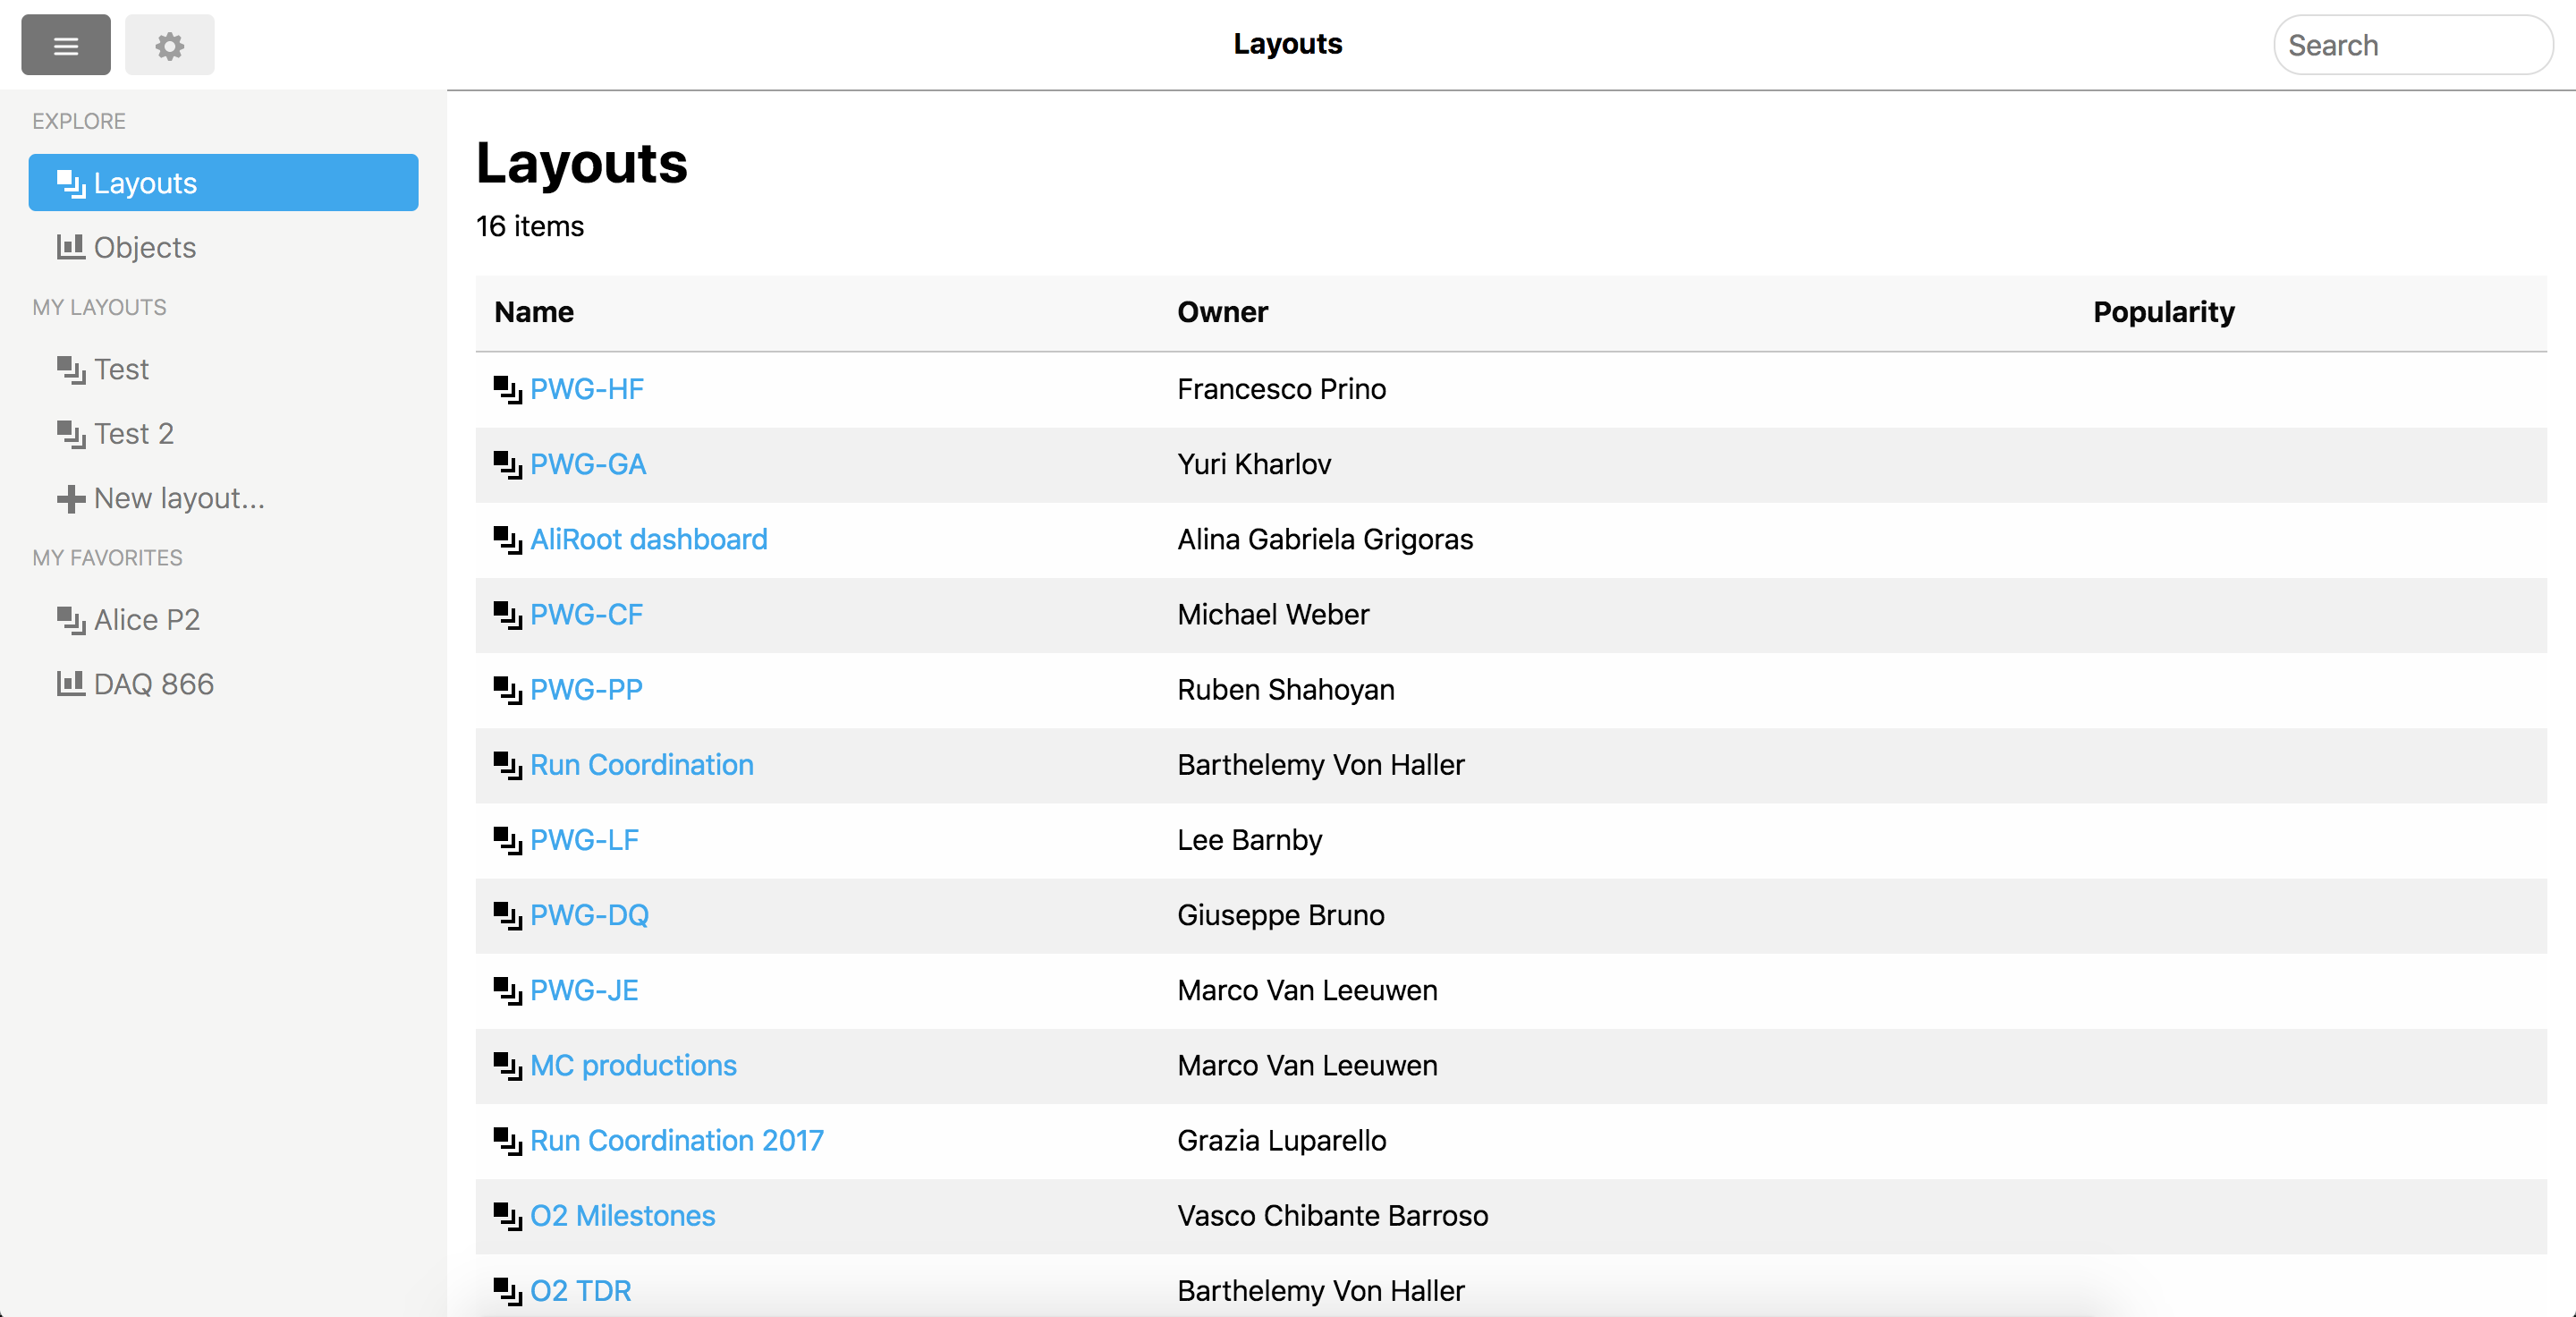 Layouts
Search
EXPLORE
Layouts
Objects
MY LAYOUTS
Test
Test 2
New layout...
MY FAVORITES
Alice P2
DAQ 866
Layouts
16 items
Name Owner Popularity
PWG-HF Francesco Prino
PWG-GA Yuri Kharlov
AliRoot dashboard Alina Gabriela Grigoras
PWG-CF Michael Weber
PWG-PP Ruben Shahoyan
Run Coordination Barthelemy Von Haller
PWG-LF Lee Barnby
PWG-DQ Giuseppe Bruno
PWG-JE Marco Van Leeuwen
MC productions Marco Van Leeuwen
Run Coordination 2017 Grazia Luparello
O2 Milestones Vasco Chibante Barroso
O2 TDR Barthelemy Von Haller